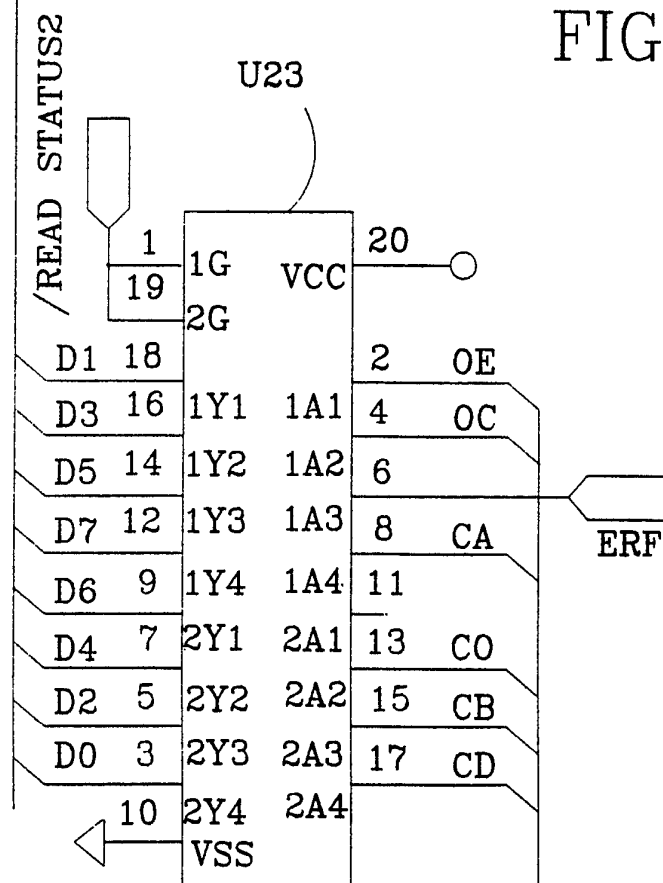 FIG
U23
/READ STATUS2
1 1G VCC 20
19 2G
D1 18 2 OE
D3 16 1Y1 1A1 4 OC
D5 14 1Y2 1A2 6
D7 12 1Y3 1A3 8 CA ERF
D6 9 1Y4 1A4 11
D4 7 2Y1 2A1 13 CO
D2 5 2Y2 2A2 15 CB
D0 3 2Y3 2A3 17 CD
10 2Y4 2A4
VSS